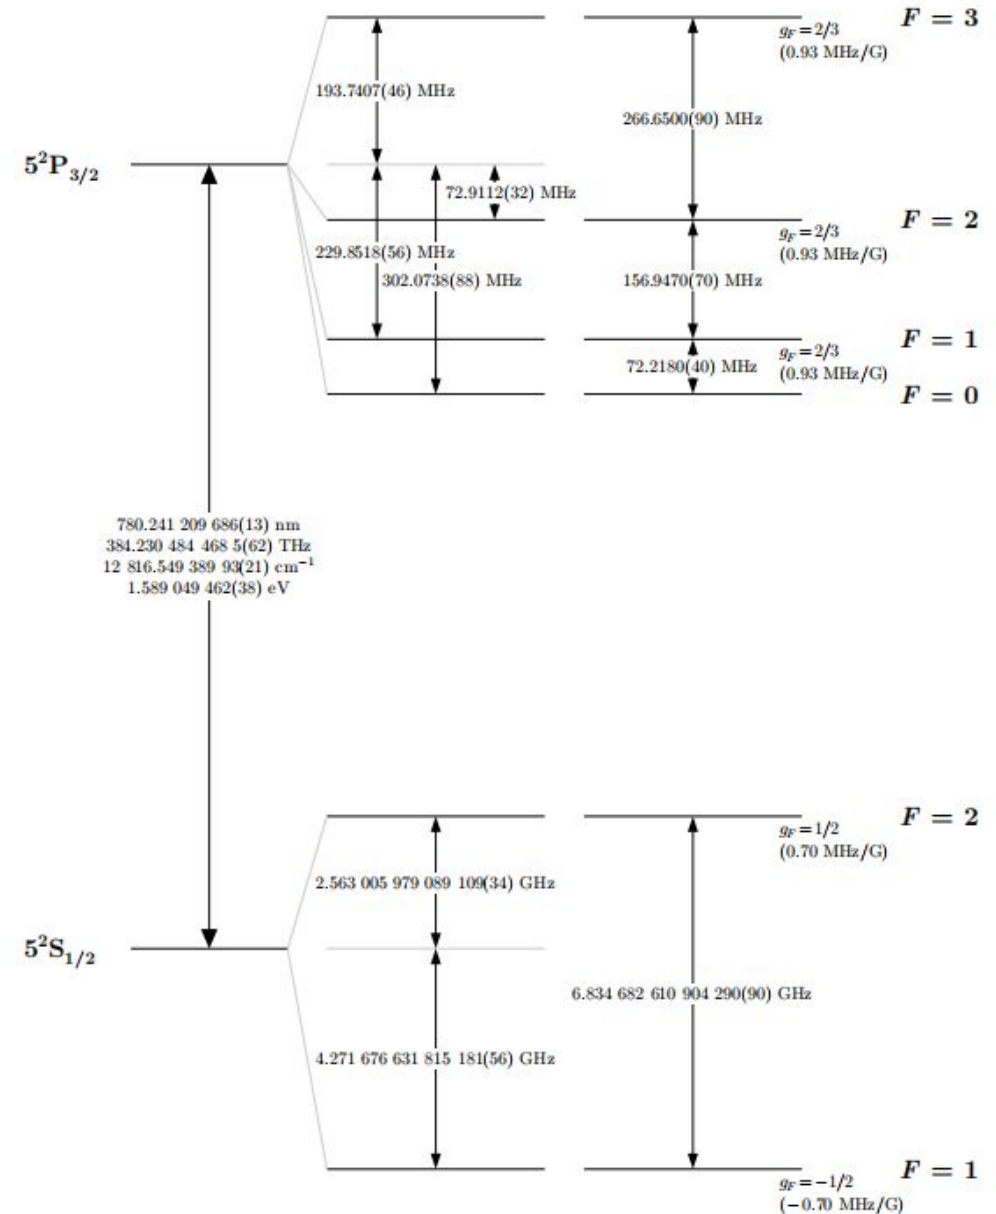 F = 3
g_F = 2/3
(0.93 MHz/G)
193.7407(46) MHz
266.6500(90) MHz
5²P₃/₂
72.9112(32) MHz
F = 2
g_F = 2/3
(0.93 MHz/G)
229.8518(56) MHz
302.0738(88) MHz
156.9470(70) MHz
F = 1
g_F = 2/3
(0.93 MHz/G)
72.2180(40) MHz
F = 0
780.241 209 686(13) nm
384.230 484 468 5(62) THz
12 816.549 389 93(21) cm⁻¹
1.589 049 462(38) eV
F = 2
g_F = 1/2
(0.70 MHz/G)
2.563 005 979 089 109(34) GHz
5²S₁/₂
6.834 682 610 904 290(90) GHz
4.271 676 631 815 181(56) GHz
F = 1
g_F = −1/2
(−0.70 MHz/G)